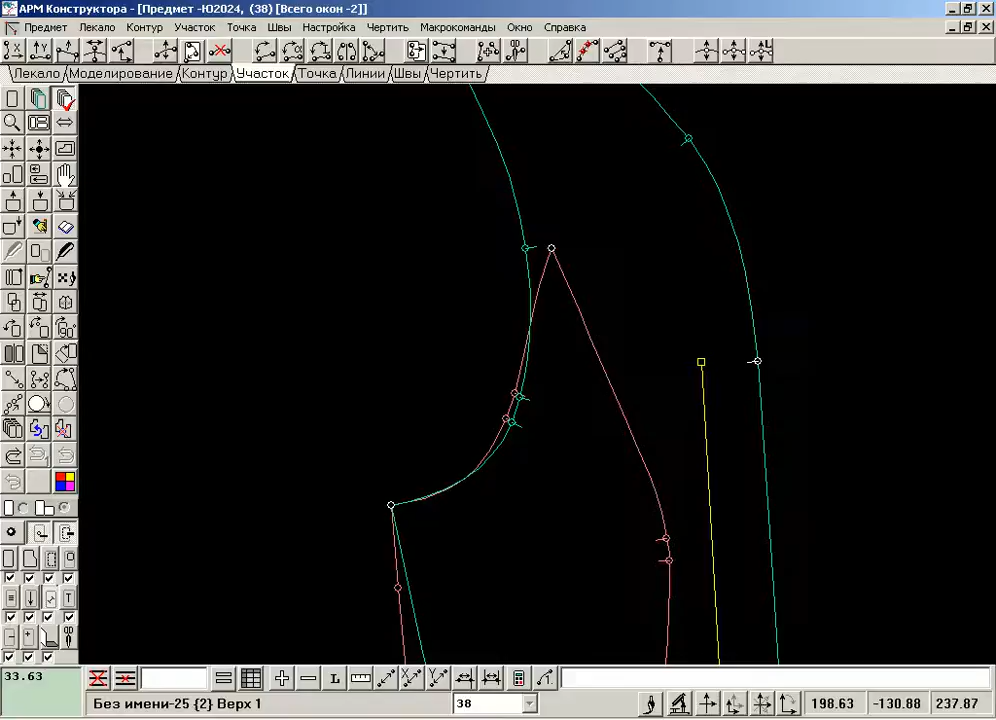 АРМ Конструктора - [Предмет -Ю2024, (38) [Всего окон -2]]
Предмет Лекало Контур Участок Точка Швы Настройка Чертить Макрокоманды Окно Справка
Лекало Моделирование Контур Участок Точка Линии Швы Чертить
33.63
Без имени-25 {2} Верх 1
38
198.63
-130.88
237.87